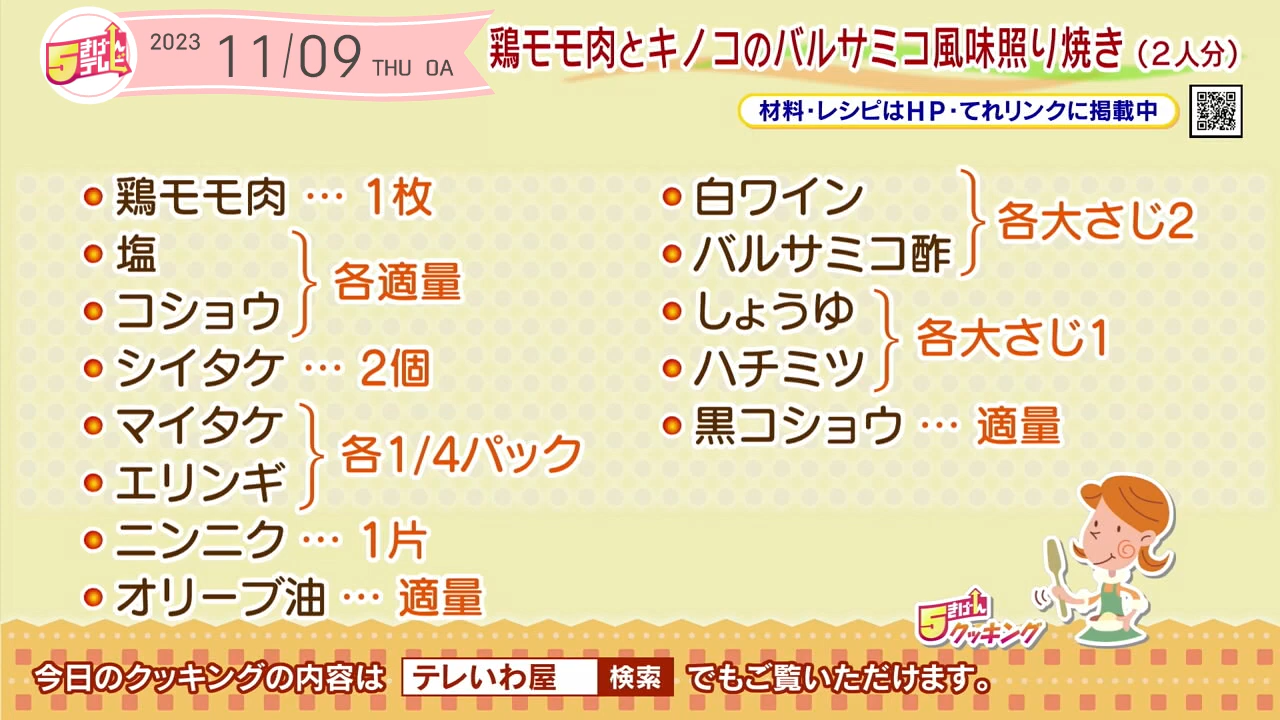 5きげんテレビ
2023 11/09 THU OA
鶏モモ肉とキノコのバルサミコ風味照り焼き(2人分)
材料・レシピはHP・てれリンクに掲載中
鶏モモ肉 … 1枚
塩
コショウ
各適量
シイタケ … 2個
マイタケ
エリンギ
各1/4パック
ニンニク … 1片
オリーブ油 … 適量
白ワイン
バルサミコ酢
各大さじ2
しょうゆ
ハチミツ
各大さじ1
黒コショウ … 適量
5きげんクッキング
今日のクッキングの内容は テレいわ屋 検索 でもご覧いただけます。